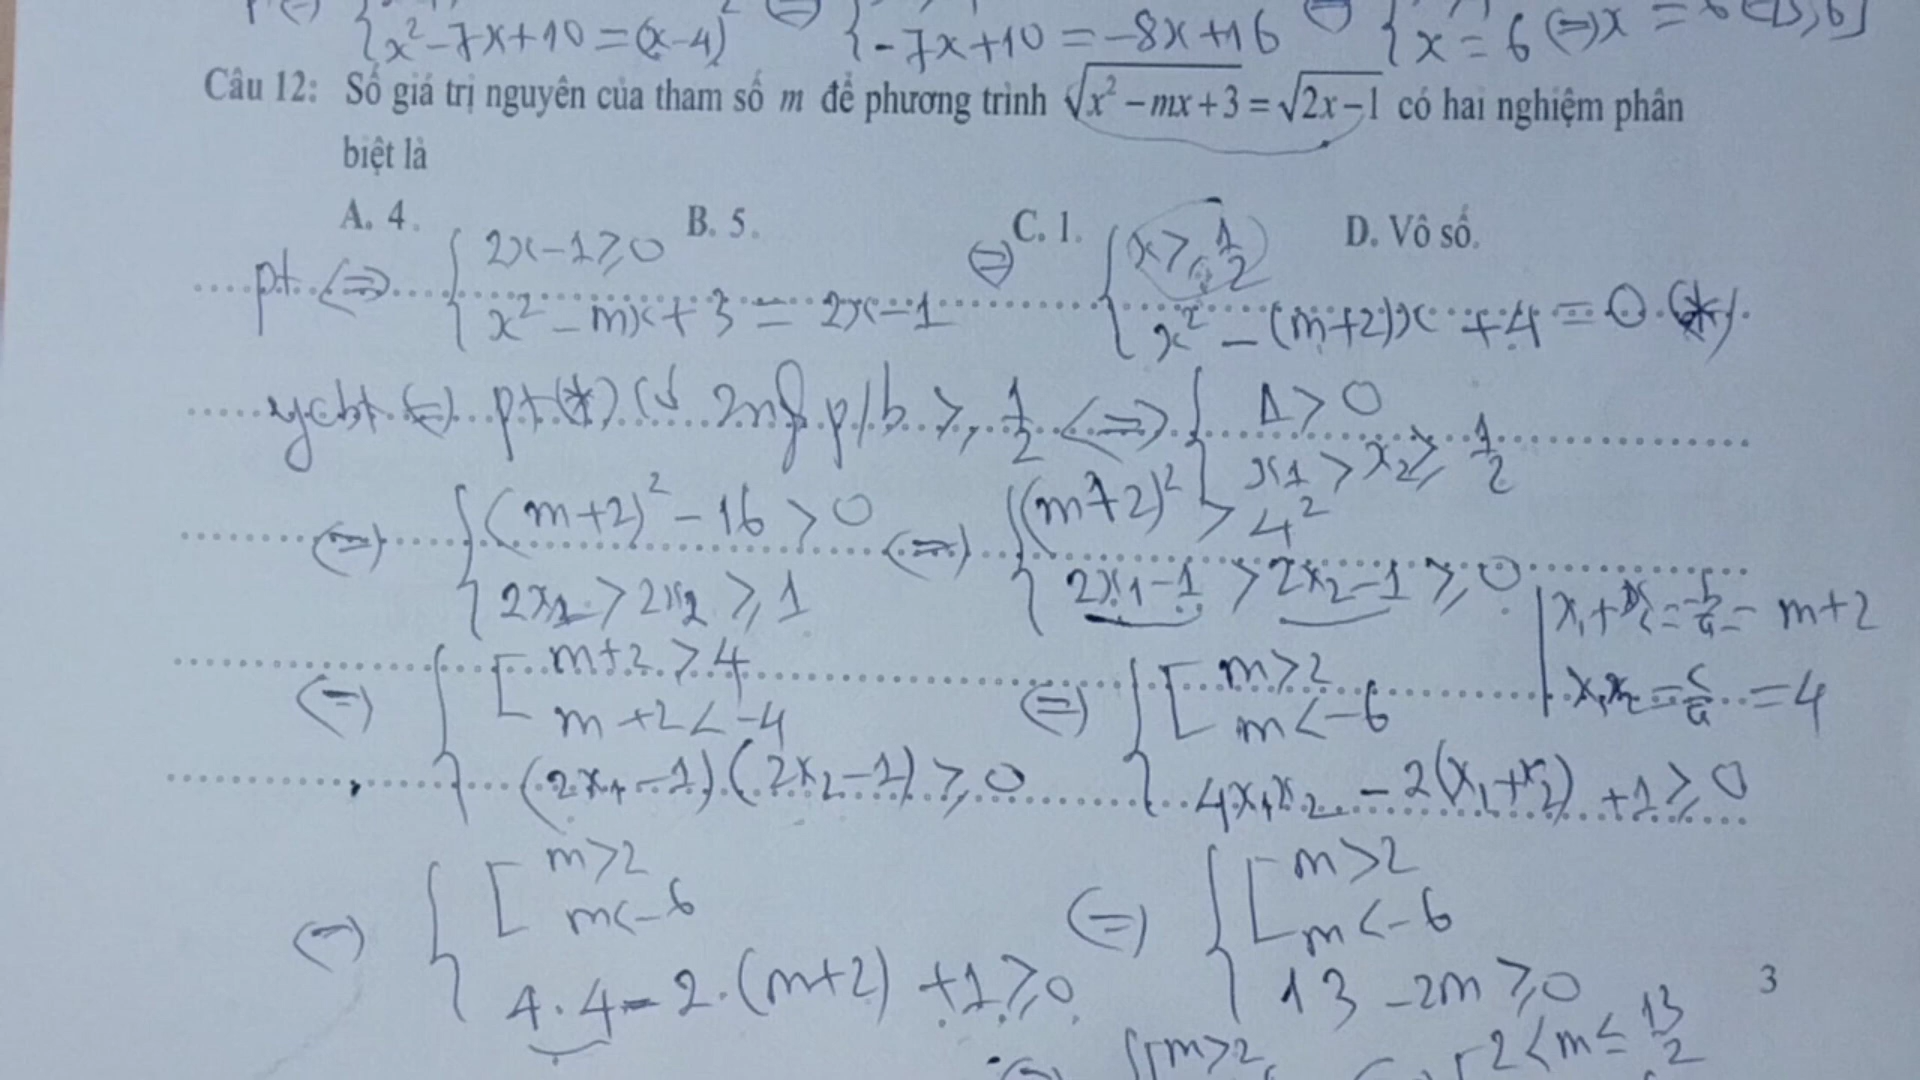 x² - 7x + 10 = (x - 4)² ⇔ { -7x + 10 = -8x + 16 ⇔ { x = 6 ⇔ x =
Câu 12: Số giá trị nguyên của tham số m để phương trình √(x² - mx + 3) = √(2x - 1) có hai nghiệm phân
biệt là
A. 4. B. 5. C. 1. D. Vô số.
pt ⇔ { 2x - 1 ≥ 0 ⇔ { x ≥ 1/2
x² - mx + 3 = 2x - 1 x² - (m+2)x + 4 = 0 (*)
ycbt ⇔ pt(*) có 2 ng p/b ≥ 1/2 ⇔ { Δ > 0
x1 > x2 ≥ 1/2
⇔ { (m+2)² - 16 > 0 ⇔ { (m+2)² > 4²
2x1 > 2x2 ≥ 1 2x1 - 1 > 2x2 - 1 ≥ 0 | x1 + x2 = -b/a = m+2
⇔ { [ m+2 > 4 ⇔ { [ m > 2 x1x2 = c/a = 4
m+2 < -4 m < -6
(2x1 - 1)(2x2 - 1) ≥ 0 4x1x2 - 2(x1+x2) + 1 ≥ 0
⇔ { [ m > 2 ⇔ { [ m > 2
m < -6 m < -6
4.4 - 2.(m+2) + 1 ≥ 0 13 - 2m ≥ 0
3
m > 2 2 < m ≤ 13/2